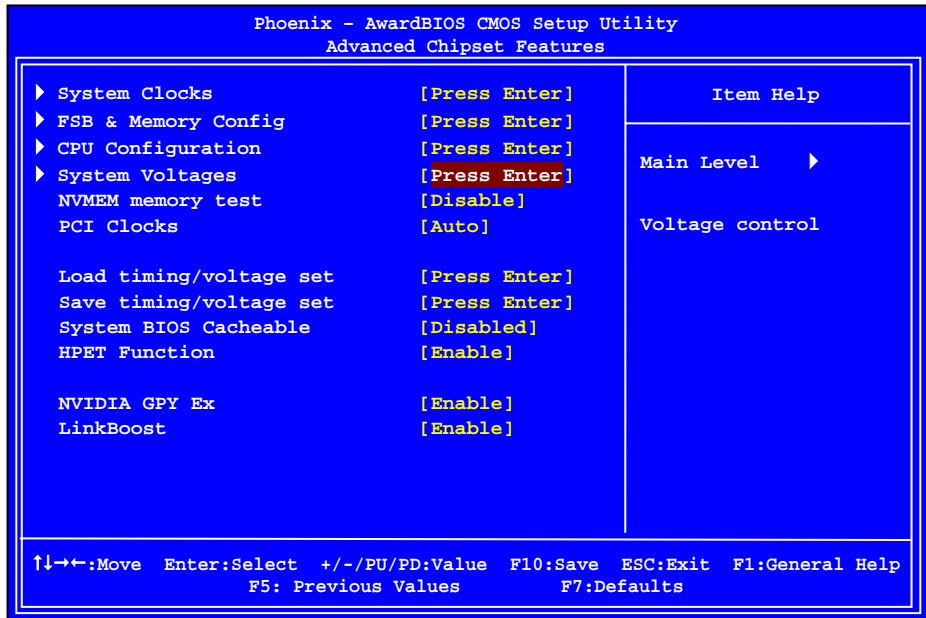 Phoenix – AwardBIOS CMOS Setup Utility
Advanced Chipset Features
System Clocks [Press Enter]
FSB & Memory Config [Press Enter]
CPU Configuration [Press Enter]
System Voltages [Press Enter]
NVMEM memory test [Disable]
PCI Clocks [Auto]
Load timing/voltage set [Press Enter]
Save timing/voltage set [Press Enter]
System BIOS Cacheable [Disabled]
HPET Function [Enable]
NVIDIA GPY Ex [Enable]
LinkBoost [Enable]
Item Help
Main Level
Voltage control
↑↓→←:Move Enter:Select +/-/PU/PD:Value F10:Save ESC:Exit F1:General Help
F5: Previous Values F7:Defaults